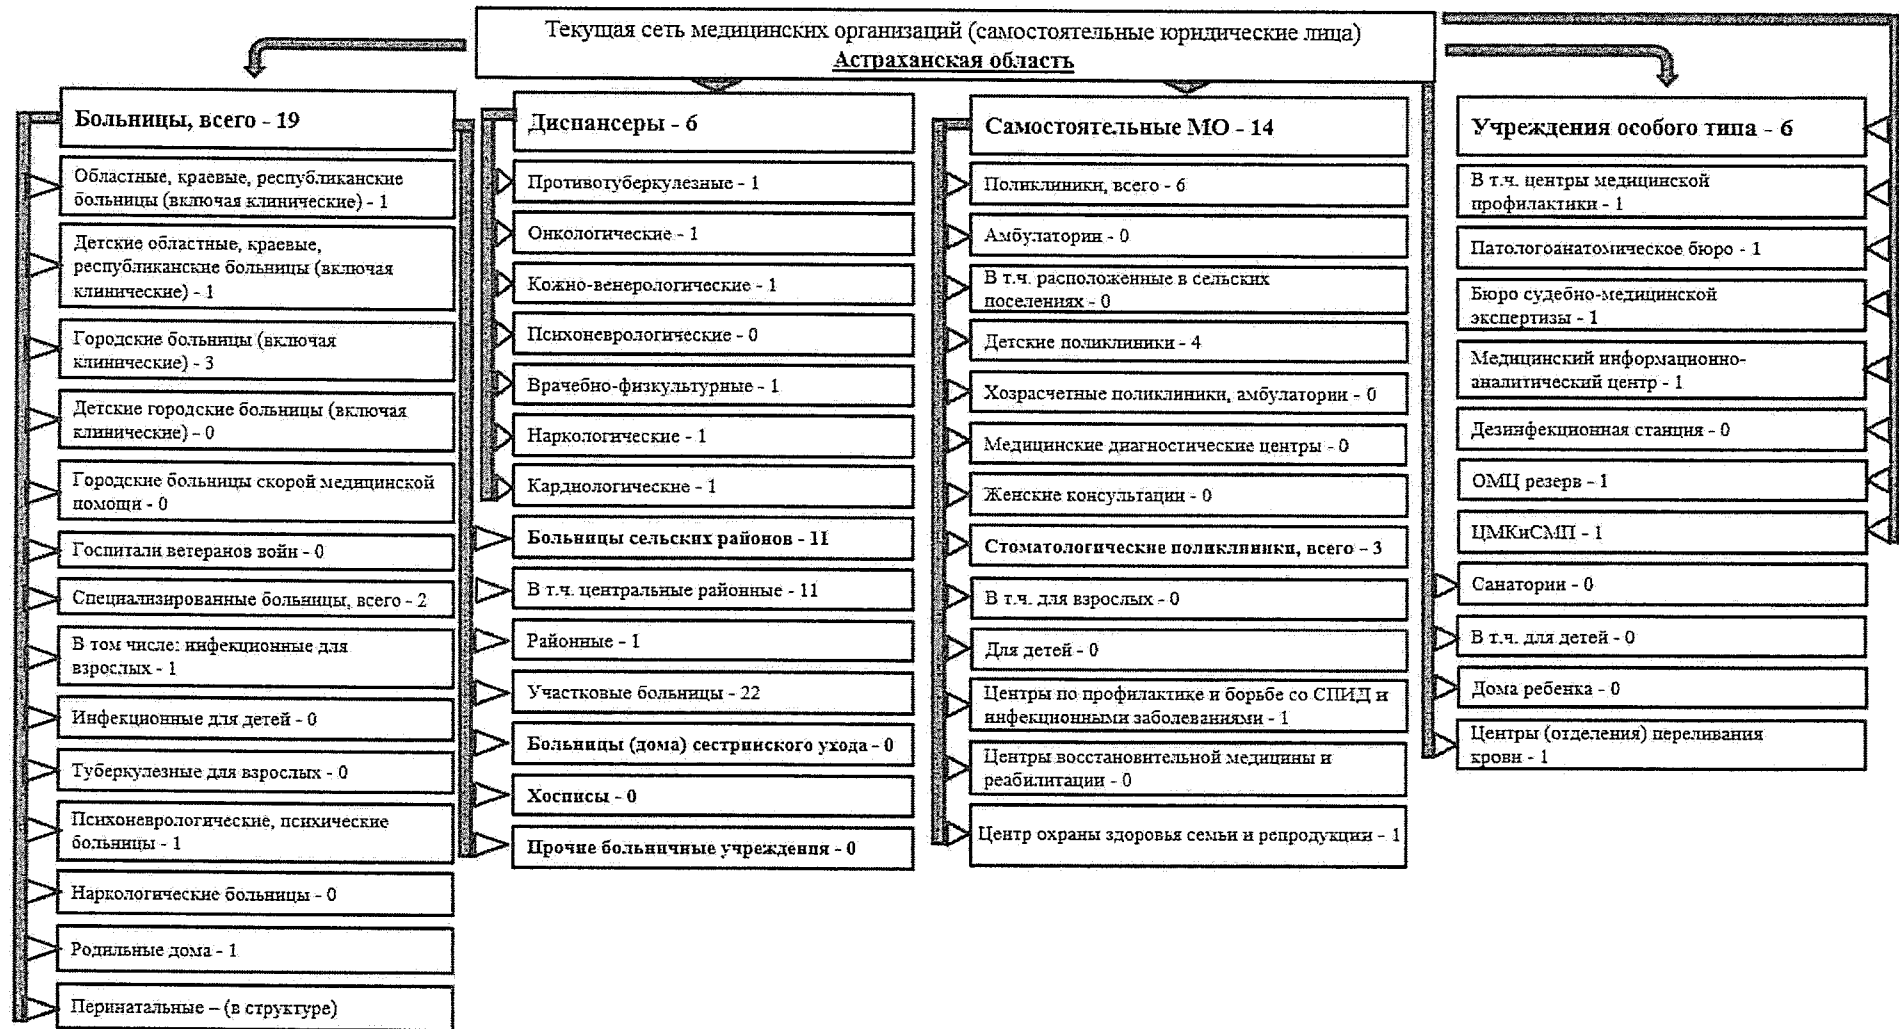 Текущая сеть медицинских организаций (самостоятельные юридические лица)
Астраханская область
Больницы, всего - 19
Областные, краевые, республиканские
больницы (включая клинические) - 1
Детские областные, краевые,
республиканские больницы (включая
клинические) - 1
Городские больницы (включая
клинические) - 3
Детские городские больницы (включая
клинические) - 0
Городские больницы скорой медицинской
помощи - 0
Госпитали ветеранов войн - 0
Специализированные больницы, всего - 2
В том числе: инфекционные для
взрослых - 1
Инфекционные для детей - 0
Туберкулезные для взрослых - 0
Психоневрологические, психические
больницы - 1
Наркологические больницы - 0
Родильные дома - 1
Перинатальные – (в структуре)
Диспансеры - 6
Противотуберкулезные - 1
Онкологические - 1
Кожно-венерологические - 1
Психоневрологические - 0
Врачебно-физкультурные - 1
Наркологические - 1
Кардиологические - 1
Больницы сельских районов - 11
В т.ч. центральные районные - 11
Районные - 1
Участковые больницы - 22
Больницы (дома) сестринского ухода - 0
Хосписы - 0
Прочие больничные учреждения - 0
Самостоятельные МО - 14
Поликлиники, всего - 6
Амбулатории - 0
В т.ч. расположенные в сельских
поселениях - 0
Детские поликлиники - 4
Хозрасчетные поликлиники, амбулатории - 0
Медицинские диагностические центры - 0
Женские консультации - 0
Стоматологические поликлиники, всего - 3
В т.ч. для взрослых - 0
Для детей - 0
Центры по профилактике и борьбе со СПИД и
инфекционными заболеваниями - 1
Центры восстановительной медицины и
реабилитации - 0
Центр охраны здоровья семьи и репродукции - 1
Учреждения особого типа - 6
В т.ч. центры медицинской
профилактики - 1
Патологоанатомическое бюро - 1
Бюро судебно-медицинской
экспертизы - 1
Медицинский информационно-
аналитический центр - 1
Дезинфекционная станция - 0
ОМЦ резерв - 1
ЦМКиСМП - 1
Санатории - 0
В т.ч. для детей - 0
Дома ребенка - 0
Центры (отделения) переливания
крови - 1